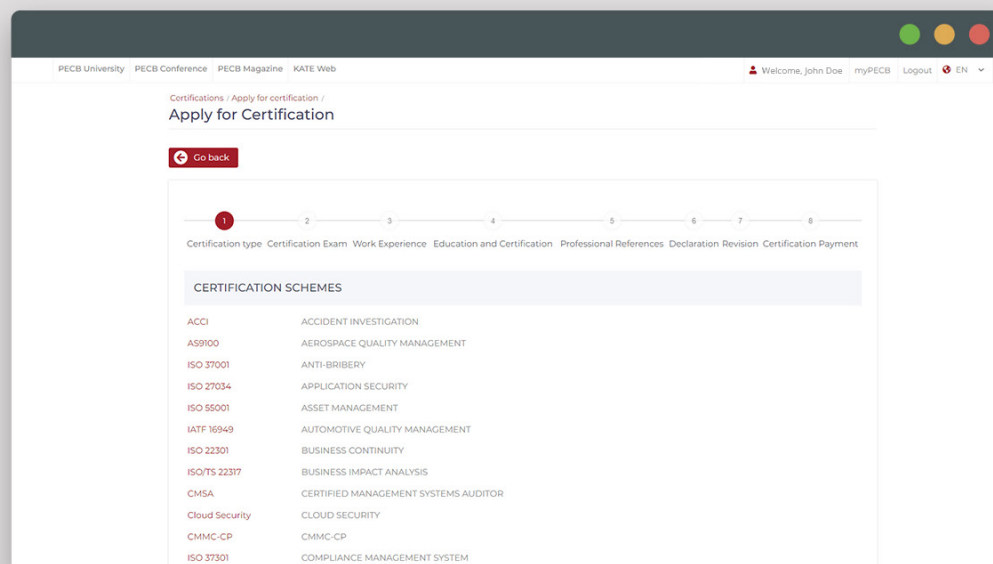 PECB University PECB Conference PECB Magazine KATE Web Welcome, John Doe myPECB Logout EN
Certifications / Apply for certification /
Apply for Certification
Go back
1 2 3 4 5 6 7 8
Certification type Certification Exam Work Experience Education and Certification Professional References Declaration Revision Certification Payment
CERTIFICATION SCHEMES
ACCI ACCIDENT INVESTIGATION
AS9100 AEROSPACE QUALITY MANAGEMENT
ISO 37001 ANTI-BRIBERY
ISO 27034 APPLICATION SECURITY
ISO 55001 ASSET MANAGEMENT
IATF 16949 AUTOMOTIVE QUALITY MANAGEMENT
ISO 22301 BUSINESS CONTINUITY
ISO/TS 22317 BUSINESS IMPACT ANALYSIS
CMSA CERTIFIED MANAGEMENT SYSTEMS AUDITOR
Cloud Security CLOUD SECURITY
CMMC-CP CMMC-CP
ISO 37301 COMPLIANCE MANAGEMENT SYSTEM